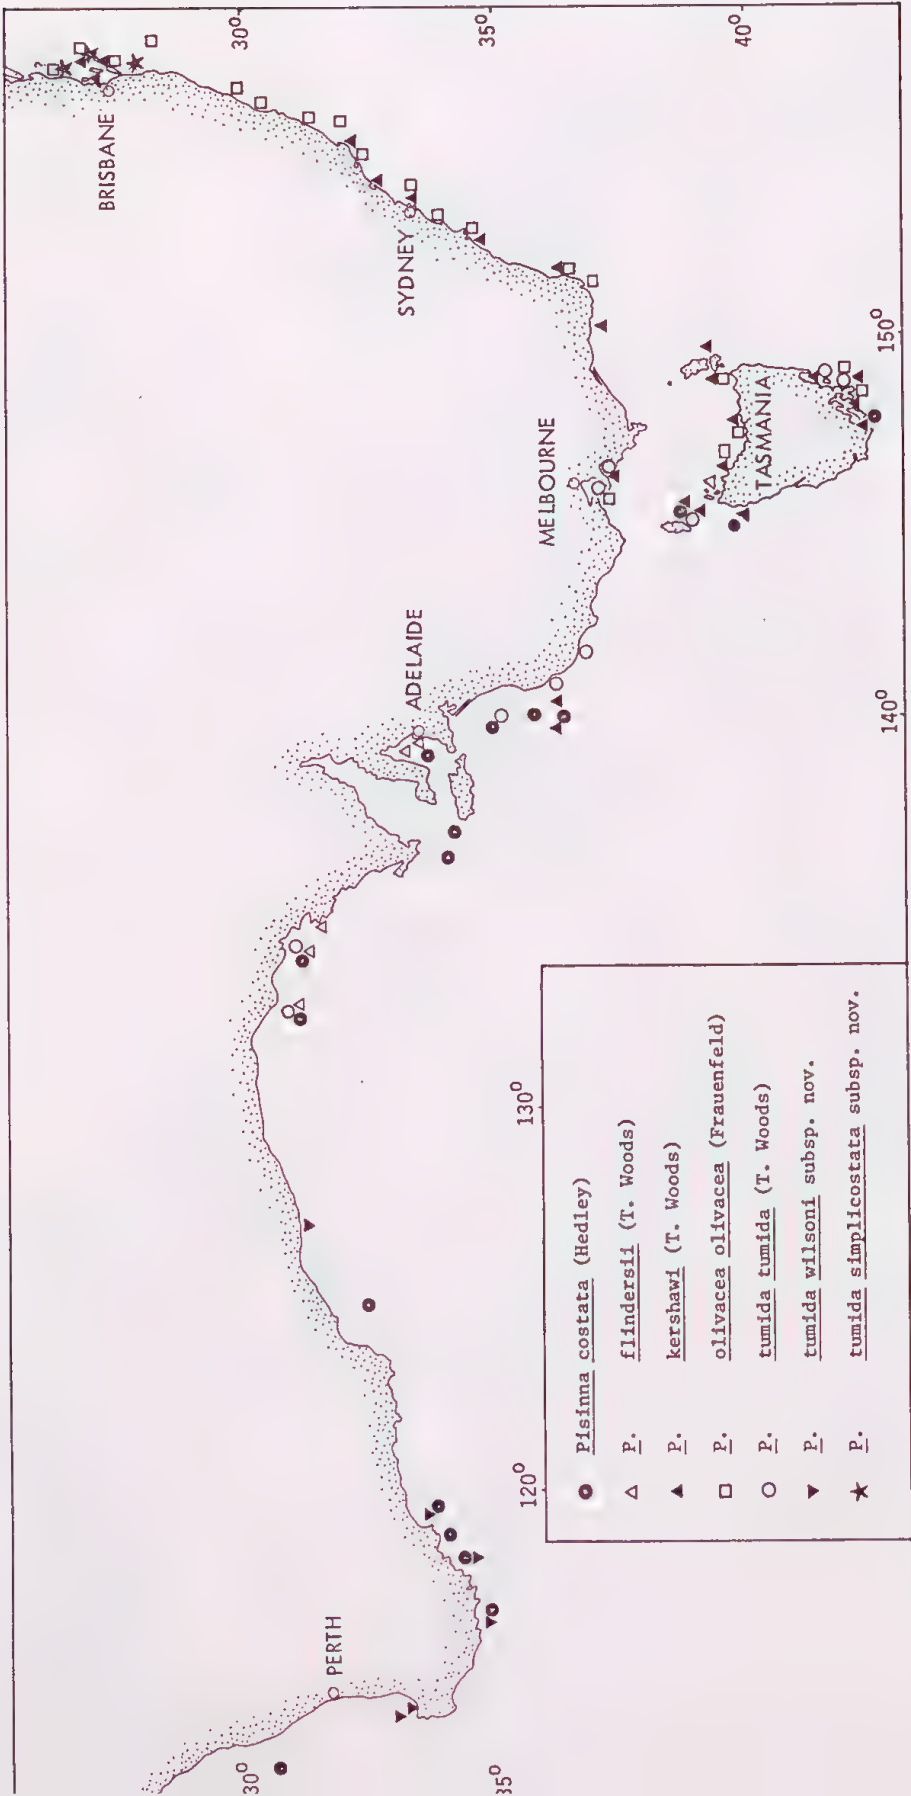 30°
35°
40°
BRISBANE
SYDNEY
MELBOURNE
TASMANIA
150°
ADELAIDE
140°
130°
120°
PERTH
30°
35°
Pisinna costata (Hedley)
P. flindersii (T. Woods)
P. kershawi (T. Woods)
P. olivacea olivacea (Frauenfeld)
P. tumida tumida (T. Woods)
P. tumida wilsoni subsp. nov.
P. tumida simplicostata subsp. nov.